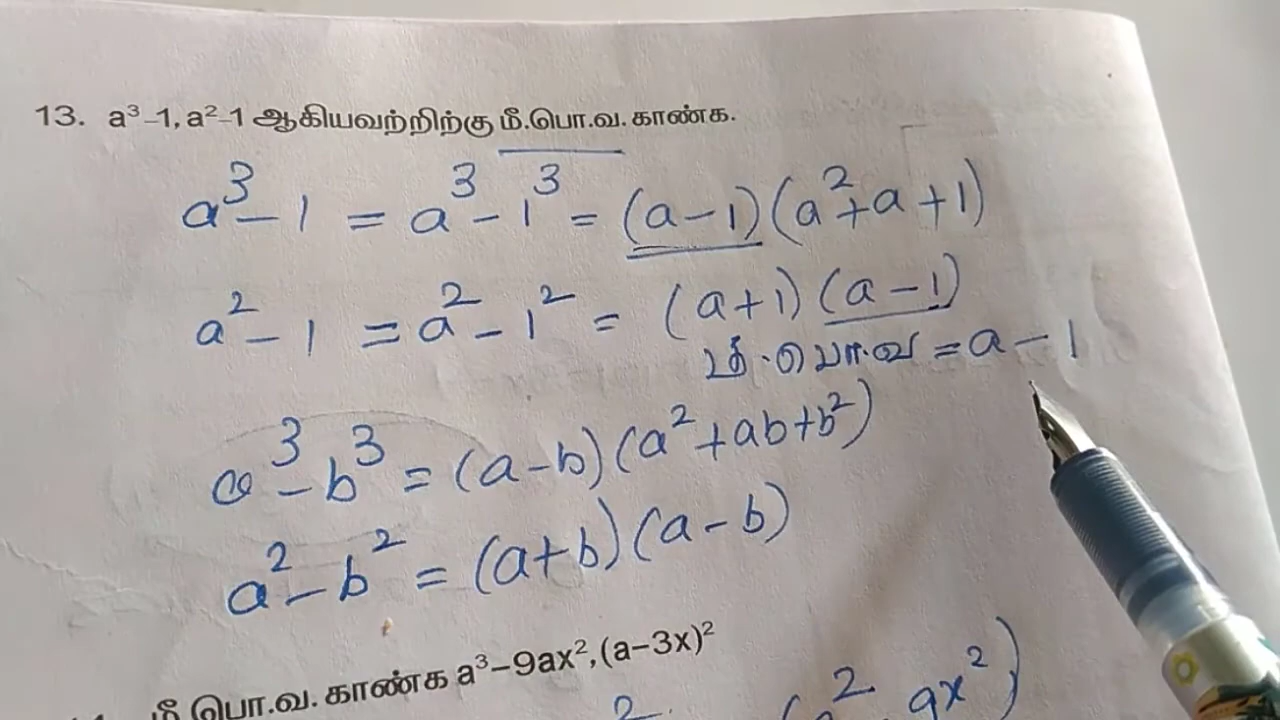 13. a³-1, a²-1 ஆகியவற்றிற்கு மீ.பொ.வ. காண்க.
a³-1 = a³-1³ = (a-1)(a²+a+1)
a²-1 = a²-1² = (a+1)(a-1)
மீ.பொ.வ = a-1
a³-b³ = (a-b)(a²+ab+b²)
a²-b² = (a+b)(a-b)
மீ.பொ.வ. காண்க a³-9ax², (a-3x)²
9x²)